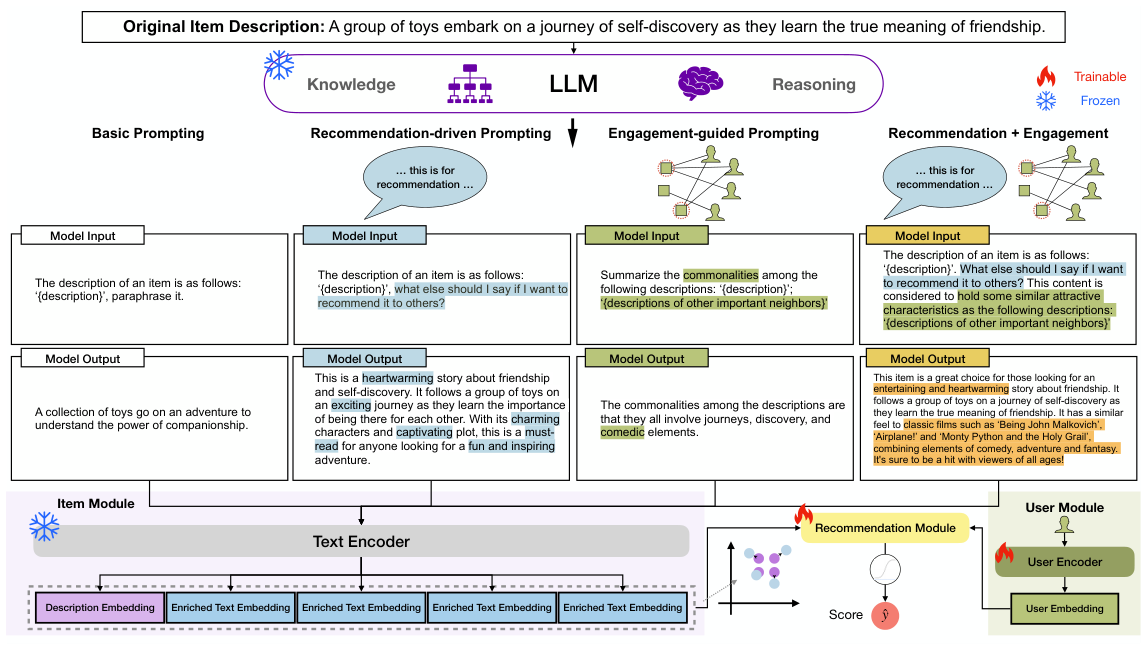 Original Item Description: A group of toys embark on a journey of self-discovery as they learn the true meaning of friendship.
Knowledge
LLM
Reasoning
Trainable
Frozen
Basic Prompting
Recommendation-driven Prompting
Engagement-guided Prompting
Recommendation + Engagement
… this is for
recommendation …
… this is for
recommendation …
Model Input
The description of an item is as follows:
‘{description}’, paraphrase it.
Model Input
The description of an item is as follows:
‘{description}’, what else should I say if I want to
recommend it to others?
Model Input
Summarize the commonalities among the
following descriptions: ‘{description}’;
‘{descriptions of other important neighbors}’
Model Input
The description of an item is as follows:
‘{description}’. What else should I say if I want
to recommend it to others? This content is
considered to hold some similar attractive
characteristics as the following descriptions:
‘{descriptions of other important neighbors}’
Model Output
A collection of toys go on an adventure to
understand the power of companionship.
Model Output
This is a heartwarming story about friendship
and self-discovery. It follows a group of toys on
an exciting journey as they learn the importance
of being there for each other. With its charming
characters and captivating plot, this is a must-
read for anyone looking for a fun and inspiring
adventure.
Model Output
The commonalities among the descriptions are
that they all involve journeys, discovery, and
comedic elements.
Model Output
This item is a great choice for those looking for an
entertaining and heartwarming story about friendship. It
follows a group of toys on a journey of self-discovery as
they learn the true meaning of friendship. It has a similar
feel to classic films such as ‘Being John Malkovich’,
‘Airplane!’ and ‘Monty Python and the Holy Grail’,
combining elements of comedy, adventure and fantasy.
It's sure to be a hit with viewers of all ages!
Item Module
Text Encoder
Description Embedding
Enriched Text Embedding
Enriched Text Embedding
Enriched Text Embedding
Enriched Text Embedding
Recommendation Module
Score
ŷ
User Module
User Encoder
User Embedding